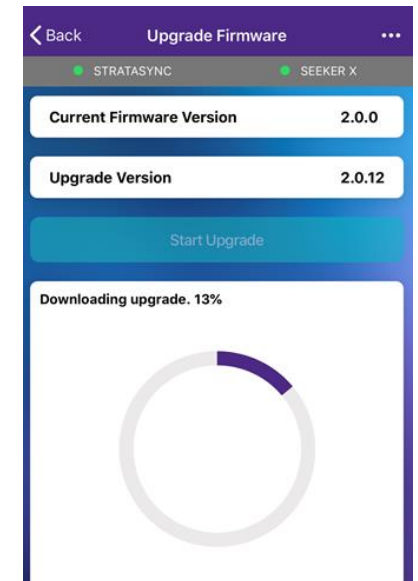 Back Upgrade Firmware ...
STRATASYNC SEEKER X
Current Firmware Version 2.0.0
Upgrade Version 2.0.12
Start Upgrade
Downloading upgrade. 13%